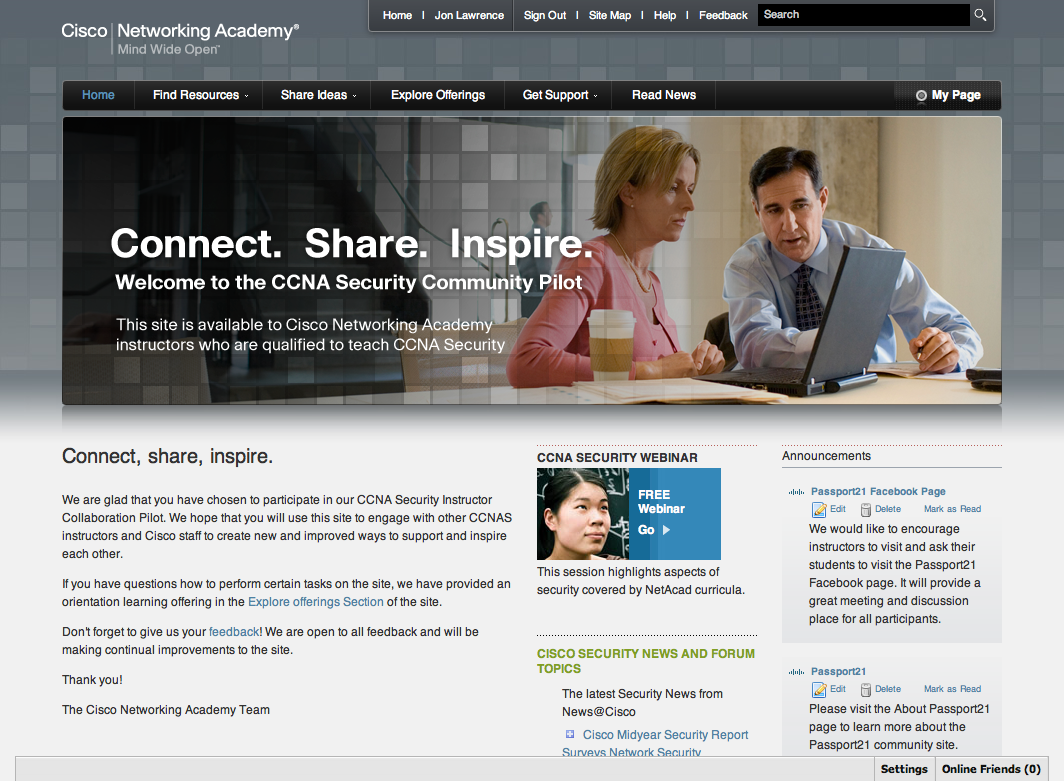 Home | Jon Lawrence | Sign Out | Site Map | Help | Feedback Search
Cisco | Networking Academy®
Mind Wide Open™
Home Find Resources Share Ideas Explore Offerings Get Support Read News My Page
Connect. Share. Inspire.
Welcome to the CCNA Security Community Pilot
This site is available to Cisco Networking Academy
instructors who are qualified to teach CCNA Security
Connect, share, inspire.
We are glad that you have chosen to participate in our CCNA Security Instructor
Collaboration Pilot. We hope that you will use this site to engage with other CCNAS
instructors and Cisco staff to create new and improved ways to support and inspire
each other.
If you have questions how to perform certain tasks on the site, we have provided an
orientation learning offering in the Explore offerings Section of the site.
Don't forget to give us your feedback! We are open to all feedback and will be
making continual improvements to the site.
Thank you!
The Cisco Networking Academy Team
CCNA SECURITY WEBINAR
FREE
Webinar
Go
This session highlights aspects of
security covered by NetAcad curricula.
CISCO SECURITY NEWS AND FORUM
TOPICS
The latest Security News from
News@Cisco
Cisco Midyear Security Report
Surveys Network Security
Announcements
Passport21 Facebook Page
Edit Delete Mark as Read
We would like to encourage
instructors to visit and ask their
students to visit the Passport21
Facebook page. It will provide a
great meeting and discussion
place for all participants.
Passport21
Edit Delete Mark as Read
Please visit the About Passport21
page to learn more about the
Passport21 community site.
Settings Online Friends (0)